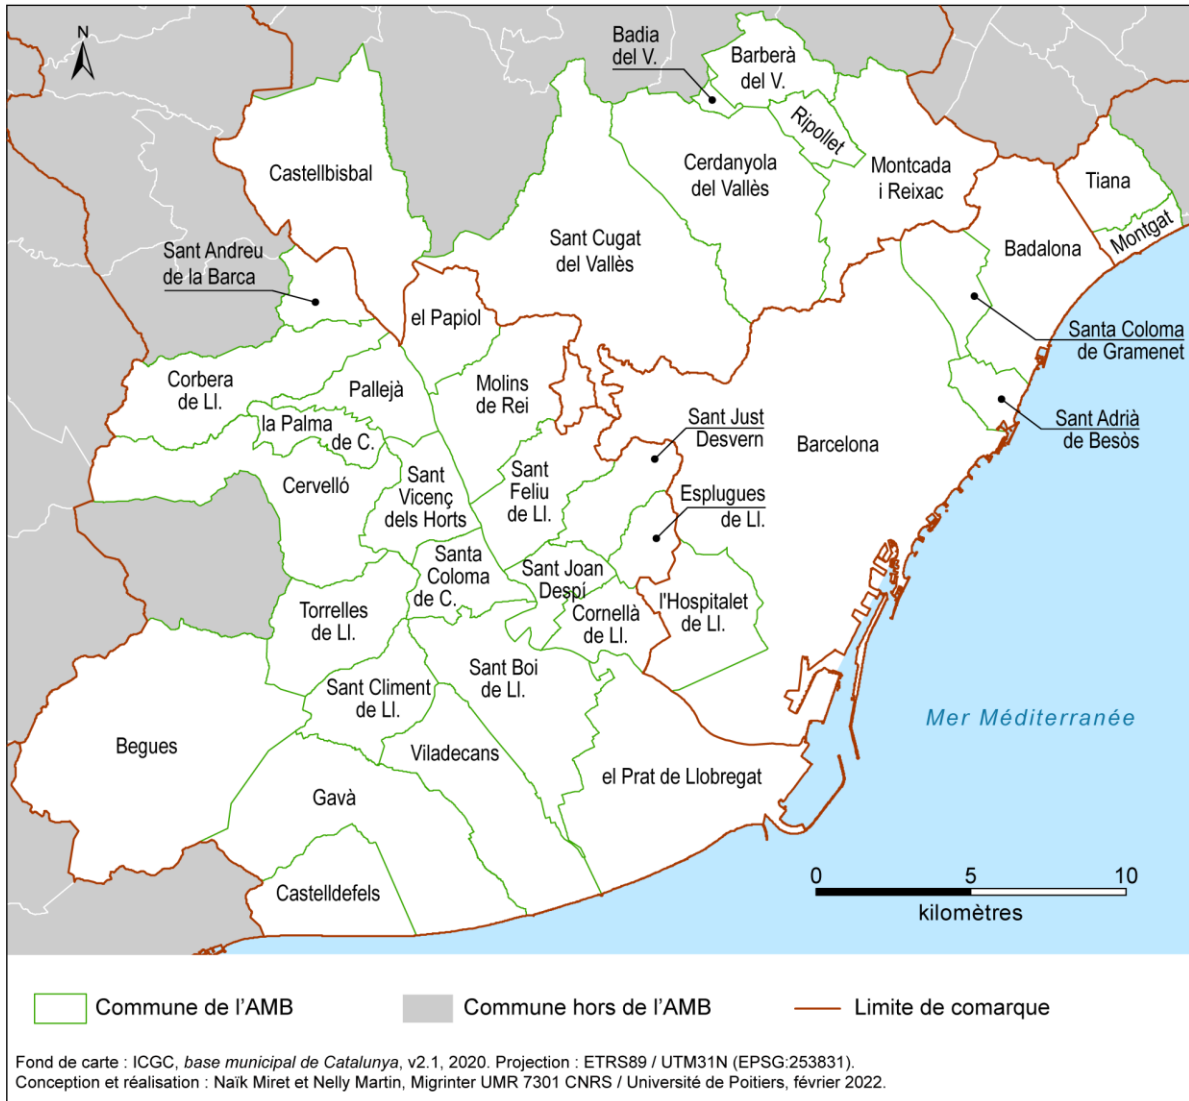 N
Badia
del V.
Barberà
del V.
Ripollet
Castellbisbal
Cerdanyola
del Vallès
Montcada
i Reixac
Tiana
Montgat
Sant Andreu
de la Barca
Sant Cugat
del Vallès
Badalona
el Papiol
Santa Coloma
de Gramenet
Corbera
de Ll.
Pallejà
Molins
de Rei
la Palma
de C.
Sant Just
Desvern
Barcelona
Sant Adrià
de Besòs
Cervelló
Sant
Vicenç
dels Horts
Sant
Feliu
de Ll.
Esplugues
de Ll.
Santa
Coloma
de C.
Sant Joan
Despí
Torrelles
de Ll.
Cornellà
de Ll.
l'Hospitalet
de Ll.
Sant Boi
de Ll.
Sant Climent
de Ll.
Mer Méditerranée
Begues
Viladecans
el Prat de Llobregat
Gavà
Castelldefels
0 5 10
kilomètres
Commune de l’AMB
Commune hors de l’AMB
Limite de comarque
Fond de carte : ICGC, base municipal de Catalunya, v2.1, 2020. Projection : ETRS89 / UTM31N (EPSG:253831).
Conception et réalisation : Naïk Miret et Nelly Martin, Migrinter UMR 7301 CNRS / Université de Poitiers, février 2022.